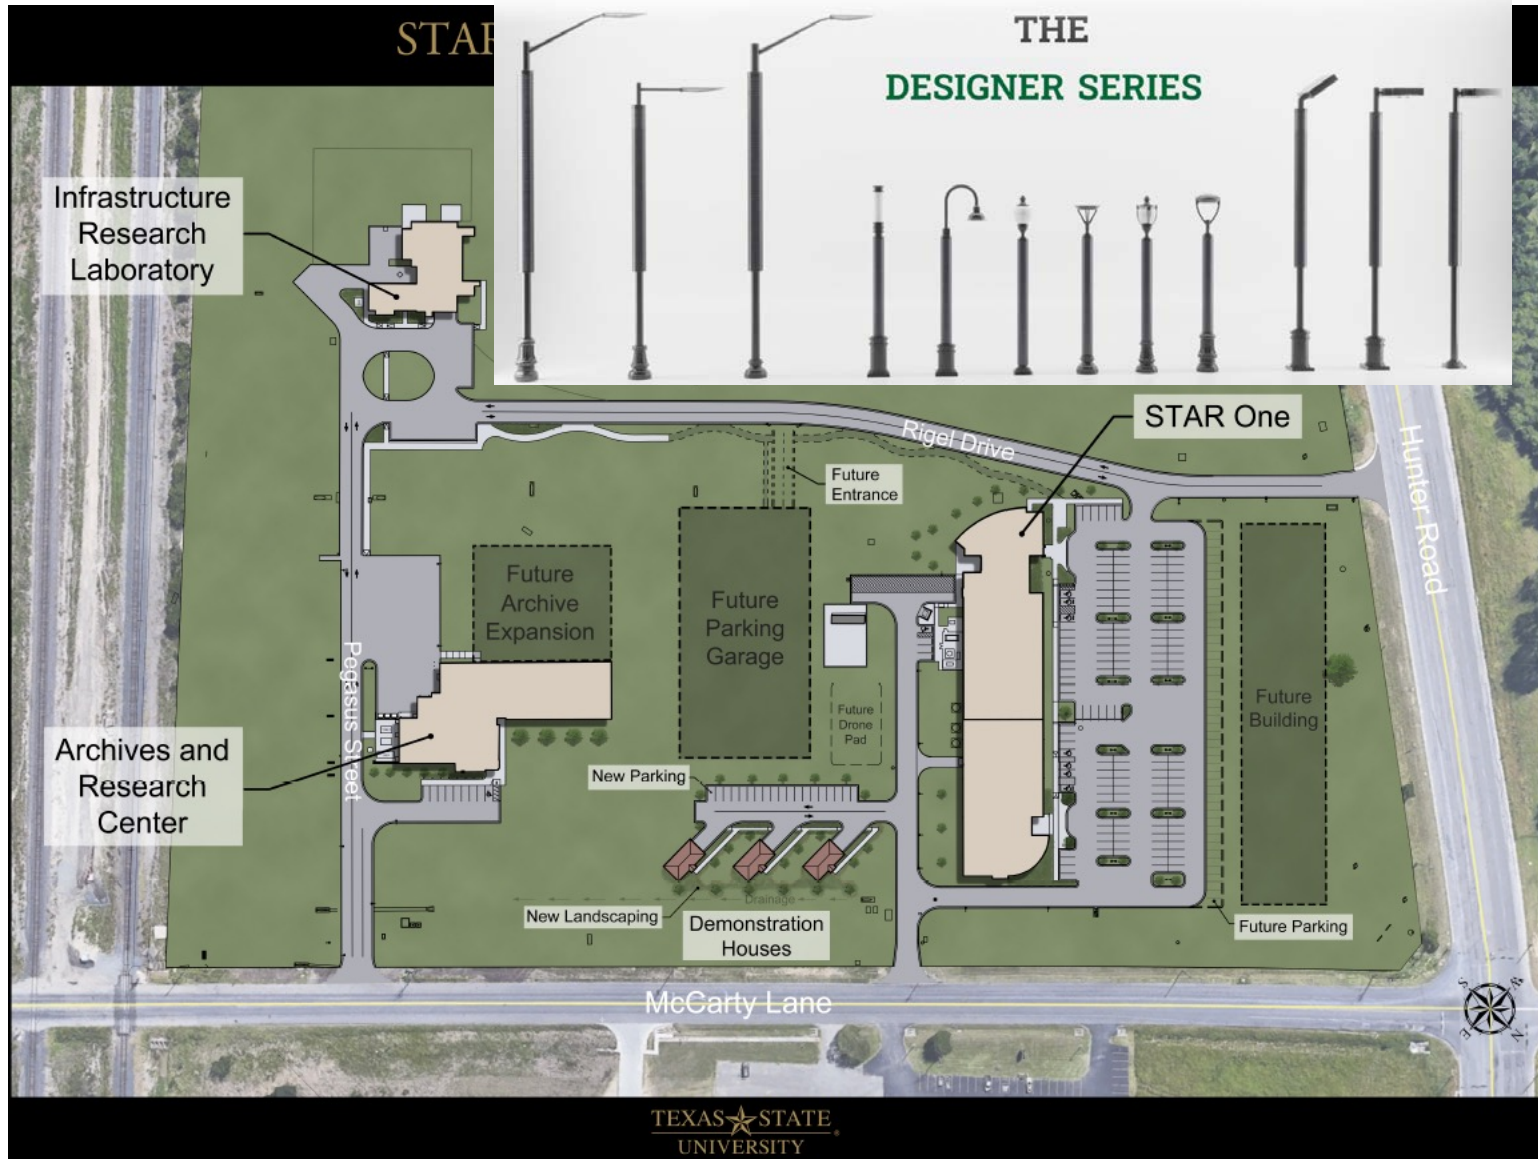 STAR
THE
DESIGNER SERIES
Infrastructure
Research
Laboratory
STAR One
Rigel Drive
Hunter Road
Future
Entrance
Future
Archive
Expansion
Future
Parking
Garage
Pegasus Street
Future
Drone
Pad
Future
Building
Archives and
Research
Center
New Parking
New Landscaping
Drainage
Demonstration
Houses
Future Parking
McCarty Lane
S
W
E
N
TEXAS STATE
UNIVERSITY
®